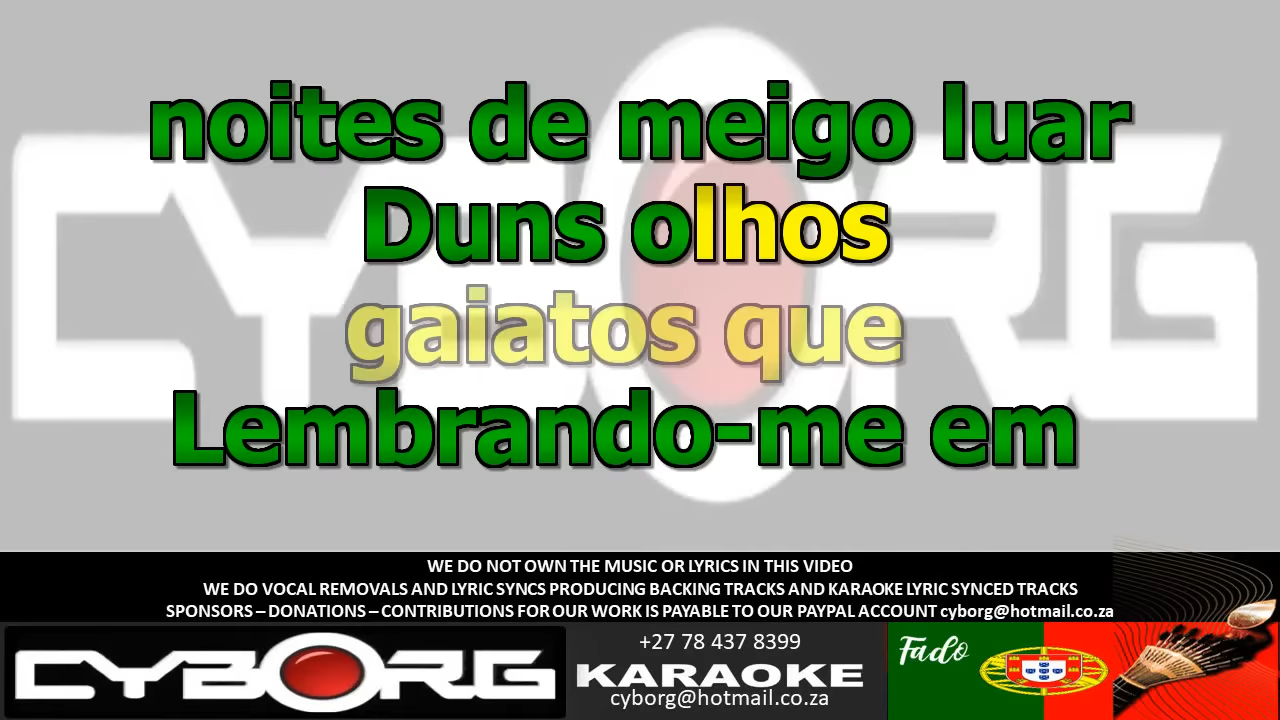 noites de meigo luar
Duns olhos
gaiatos que
Lembrando-me em
WE DO NOT OWN THE MUSIC OR LYRICS IN THIS VIDEO
WE DO VOCAL REMOVALS AND LYRIC SYNCS PRODUCING BACKING TRACKS AND KARAOKE LYRIC SYNCED TRACKS
SPONSORS – DONATIONS – CONTRIBUTIONS FOR OUR WORK IS PAYABLE TO OUR PAYPAL ACCOUNT cyborg@hotmail.co.za
CYBORG
+27 78 437 8399
KARAOKE
cyborg@hotmail.co.za
Fado
CYBORG